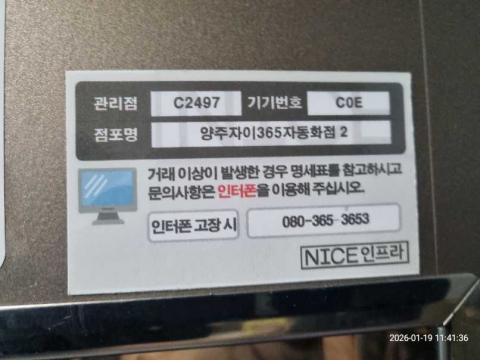 관리점 C2497 기기번호 C0E
점포명 양주자이365자동화점 2
거래 이상이 발생한 경우 명세표를 참고하시고
문의사항은 인터폰을 이용해 주십시오.
인터폰 고장 시 080-365-3653
NICE인프라
2026-01-19 11:41:36